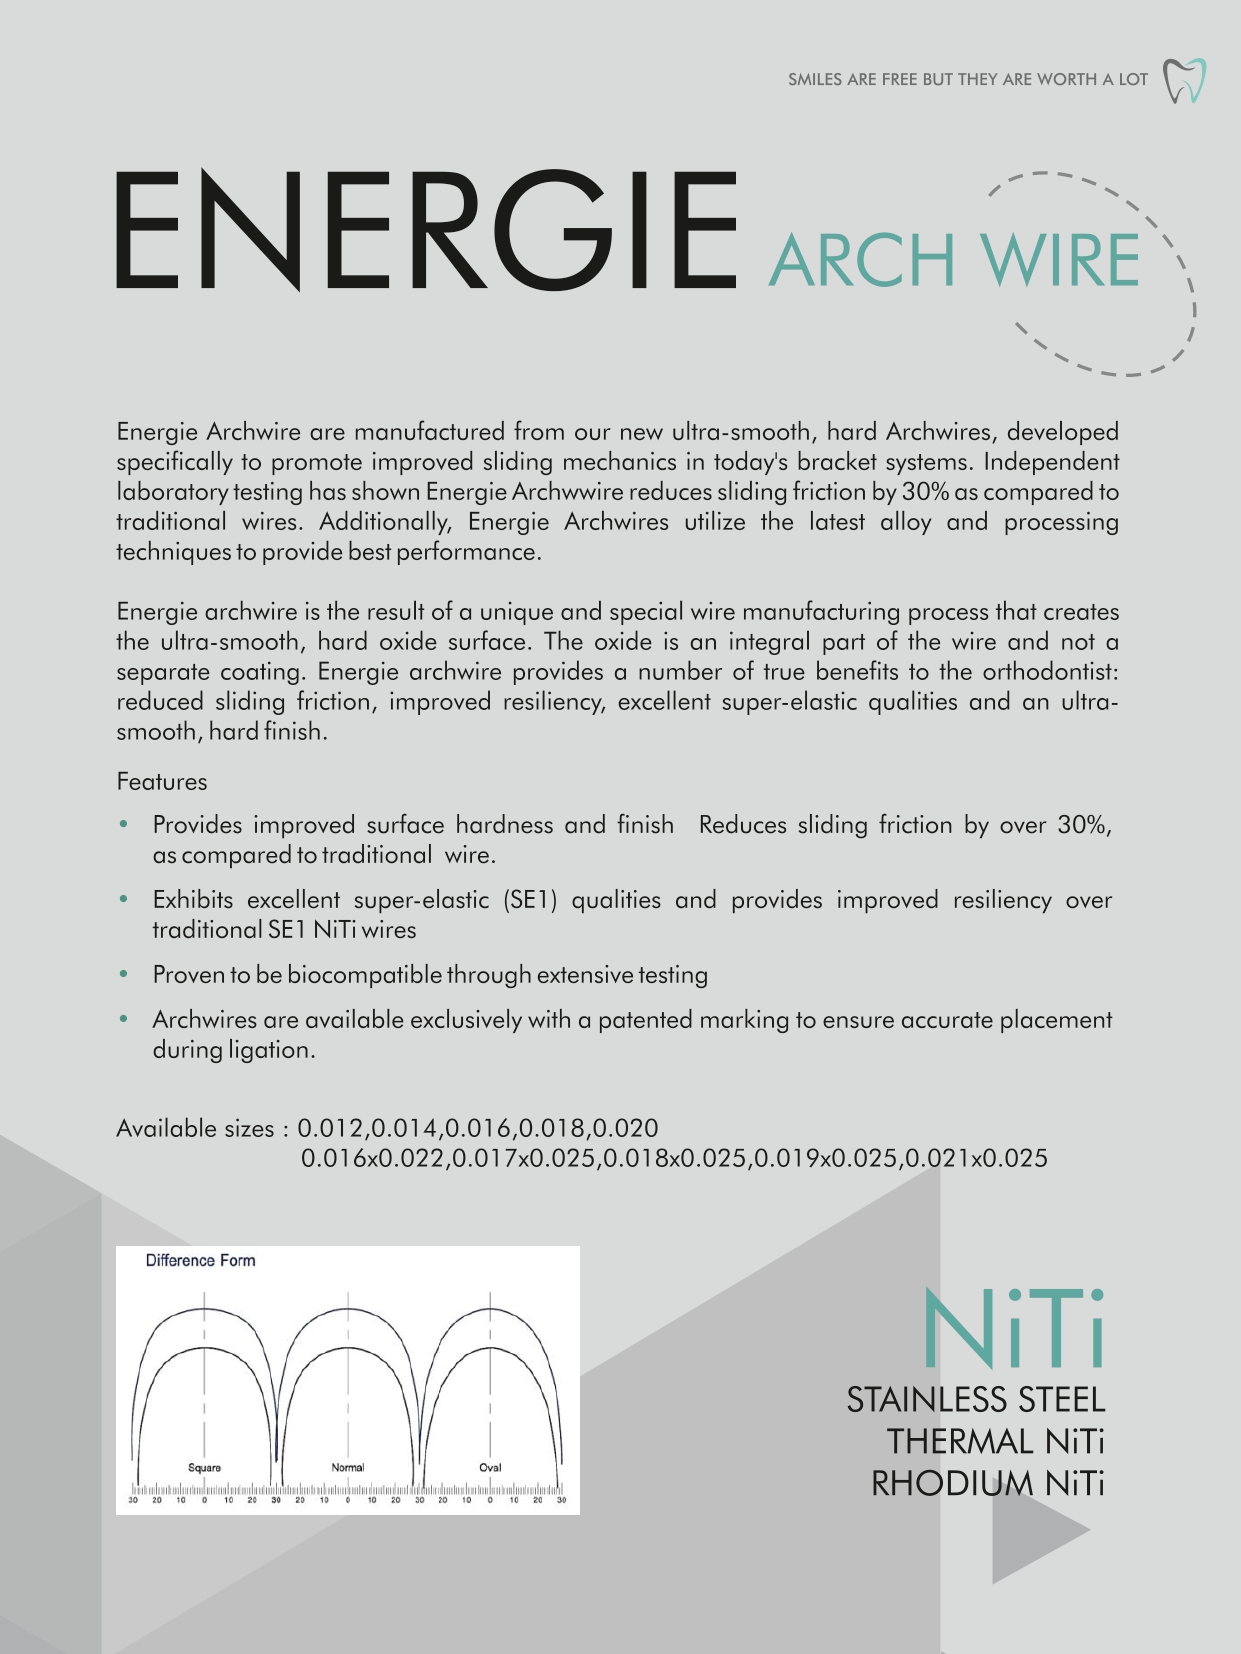 SMILES ARE FREE BUT THEY ARE WORTH A LOT
ENERGIE ARCH WIRE
Energie Archwire are manufactured from our new ultra-smooth, hard Archwires, developed
specifically to promote improved sliding mechanics in today's bracket systems. Independent
laboratory testing has shown Energie Archwwire reduces sliding friction by 30% as compared to
traditional wires. Additionally, Energie Archwires utilize the latest alloy and processing
techniques to provide best performance.
Energie archwire is the result of a unique and special wire manufacturing process that creates
the ultra-smooth, hard oxide surface. The oxide is an integral part of the wire and not a
separate coating. Energie archwire provides a number of true benefits to the orthodontist:
reduced sliding friction, improved resiliency, excellent super-elastic qualities and an ultra-
smooth, hard finish.
Features
• Provides improved surface hardness and finish Reduces sliding friction by over 30%,
as compared to traditional wire.
• Exhibits excellent super-elastic (SE1) qualities and provides improved resiliency over
traditional SE1 NiTi wires
• Proven to be biocompatible through extensive testing
• Archwires are available exclusively with a patented marking to ensure accurate placement
during ligation.
Available sizes : 0.012,0.014,0.016,0.018,0.020
0.016x0.022,0.017x0.025,0.018x0.025,0.019x0.025,0.021x0.025
Difference Form
Square Normal Oval
30 20 10 0 10 20 30 20 10 0 10 20 30 20 10 0 10 20 30
NiTi
STAINLESS STEEL
THERMAL NiTi
RHODIUM NiTi